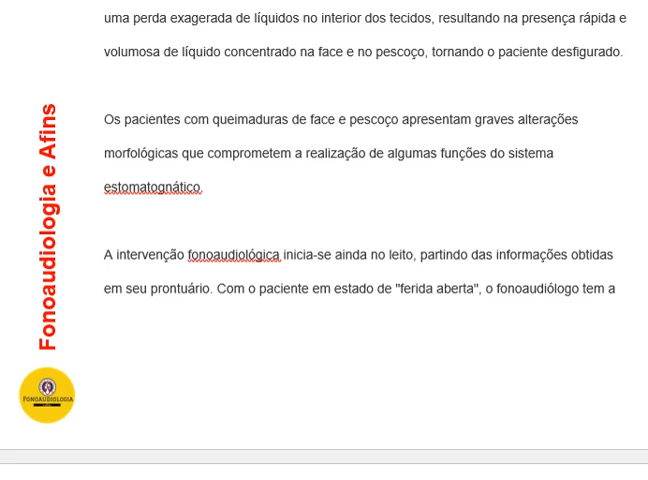 uma perda exagerada de líquidos no interior dos tecidos, resultando na presença rápida e
volumosa de líquido concentrado na face e no pescoço, tornando o paciente desfigurado.
Os pacientes com queimaduras de face e pescoço apresentam graves alterações
morfológicas que comprometem a realização de algumas funções do sistema
estomatognático.
A intervenção fonoaudiológica inicia-se ainda no leito, partindo das informações obtidas
em seu prontuário. Com o paciente em estado de "ferida aberta", o fonoaudiólogo tem a
Fonoaudiologia e Afins
FONOAUDIOLOGIA